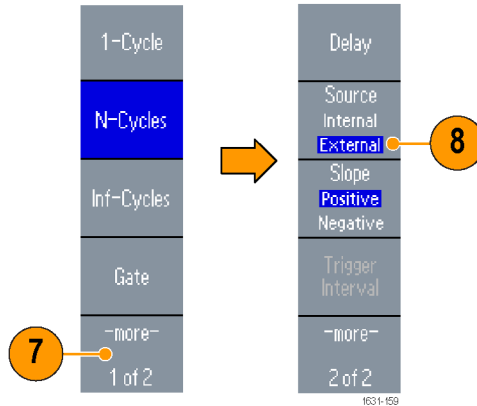 1-Cycle
N-Cycles
Inf-Cycles
Gate
-more-
1 of 2
7
Delay
Source
Internal
External
8
Slope
Positive
Negative
Trigger
Interval
-more-
2 of 2
1631-159